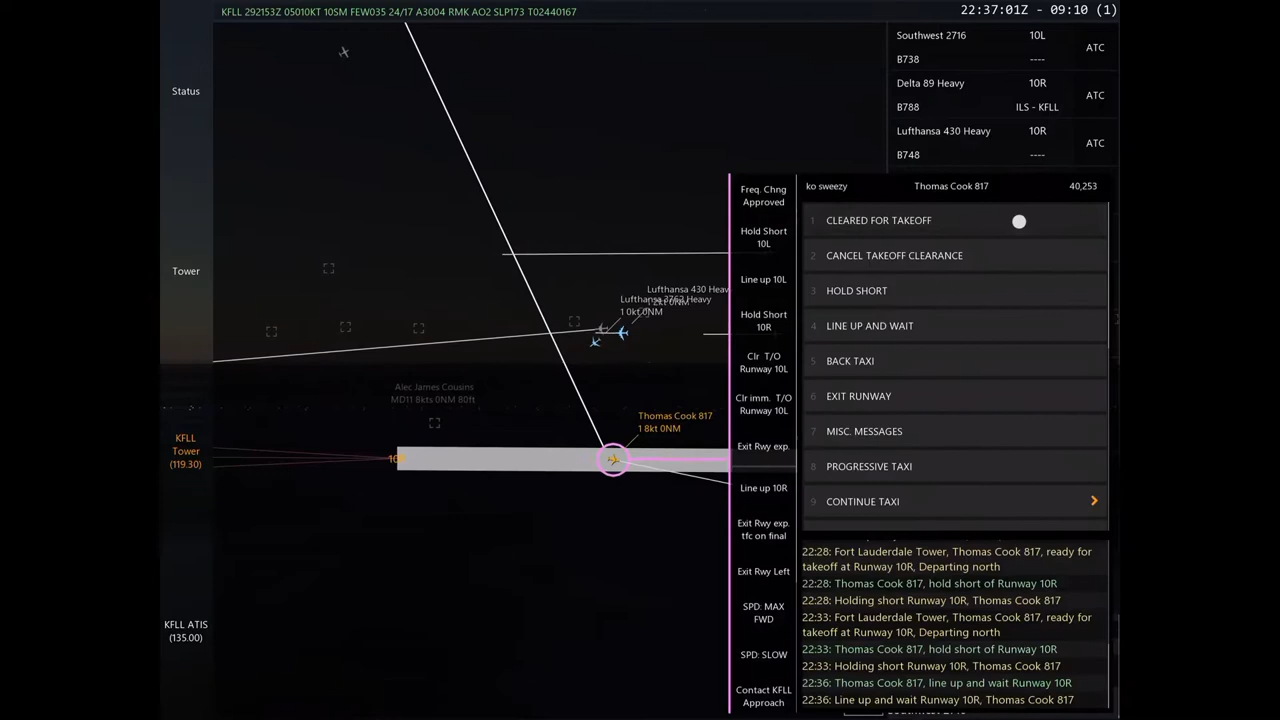 KFLL 292153Z 05010KT 10SM FEW035 24/17 A3004 RMK AO2 SLP173 T02440167
22:37:01Z - 09:10 (1)
Status
Tower
KFLL
Tower
(119.30)
KFLL ATIS
(135.00)
Southwest 2716
10L
B738
----
ATC
Delta 89 Heavy
10R
B788
ILS - KFLL
ATC
Lufthansa 430 Heavy
10R
B748
----
ATC
Lufthansa 430 Heav
Lufthansa 3762 Heavy
1 0kt 0NM
Alec James Cousins
MD11 8kts 0NM 80ft
Thomas Cook 817
1 8kt 0NM
Freq. Chng
Approved
Hold Short
10L
Line up 10L
Hold Short
10R
Clr T/O
Runway 10L
Clr imm. T/O
Runway 10L
Exit Rwy exp.
Line up 10R
Exit Rwy exp.
tfc on final
Exit Rwy Left
SPD: MAX
FWD
SPD: SLOW
Contact KFLL
Approach
ko sweezy
Thomas Cook 817
40,253
1 CLEARED FOR TAKEOFF
2 CANCEL TAKEOFF CLEARANCE
3 HOLD SHORT
4 LINE UP AND WAIT
5 BACK TAXI
6 EXIT RUNWAY
7 MISC. MESSAGES
8 PROGRESSIVE TAXI
9 CONTINUE TAXI
22:28: Fort Lauderdale Tower, Thomas Cook 817, ready for
takeoff at Runway 10R, Departing north
22:28: Thomas Cook 817, hold short of Runway 10R
22:28: Holding short Runway 10R, Thomas Cook 817
22:33: Fort Lauderdale Tower, Thomas Cook 817, ready for
takeoff at Runway 10R, Departing north
22:33: Thomas Cook 817, hold short of Runway 10R
22:33: Holding short Runway 10R, Thomas Cook 817
22:36: Thomas Cook 817, line up and wait Runway 10R
22:36: Line up and wait Runway 10R, Thomas Cook 817